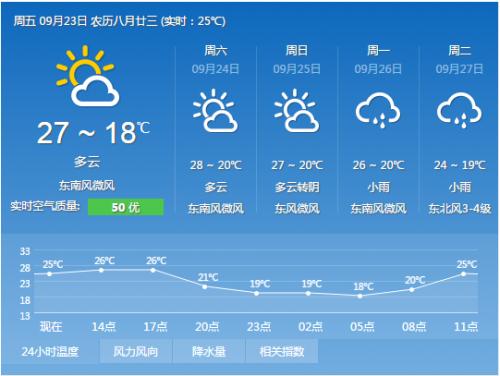 周五 09月23日 农历八月廿三 (实时：25℃)
27 ~ 18℃
多云
东南风微风
实时空气质量: 50 优
周六
09月24日
28 ~ 20℃
多云
东南风微风
周日
09月25日
27 ~ 20℃
多云转阴
东风微风
周一
09月26日
26 ~ 20℃
小雨
东南风微风
周二
09月27日
24 ~ 19℃
小雨
东北风3-4级
33
28
23
18
13
25℃ 26℃ 26℃ 21℃ 19℃ 19℃ 18℃ 20℃ 25℃
现在 14点 17点 20点 23点 02点 05点 08点 11点
24小时温度 风力风向 降水量 相关指数